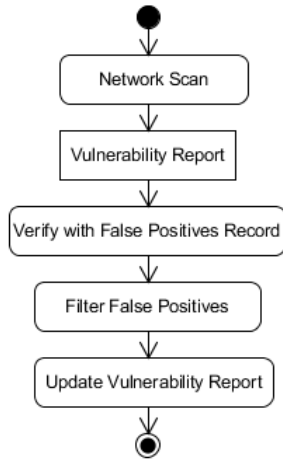 Network Scan
Vulnerability Report
Verify with False Positives Record
Filter False Positives
Update Vulnerability Report